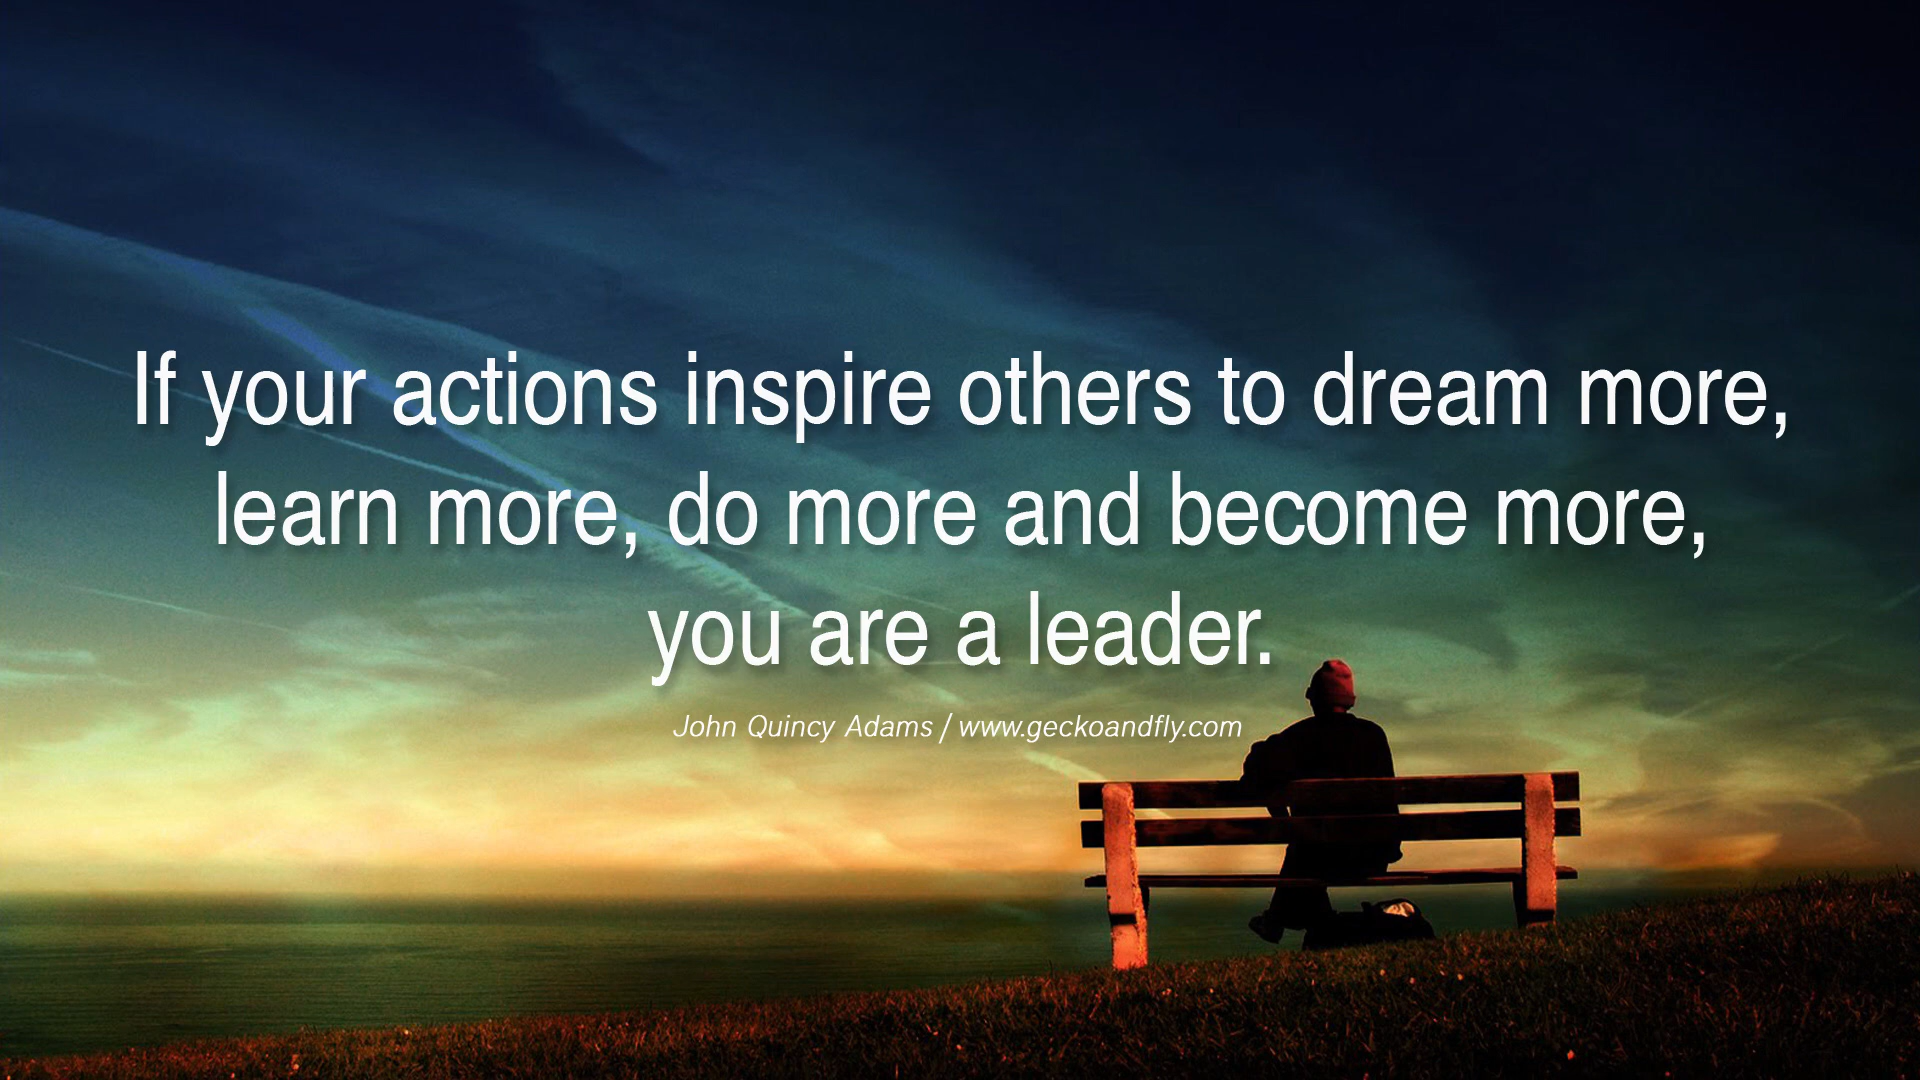 If your actions inspire others to dream more,
learn more, do more and become more,
you are a leader.
John Quincy Adams / www.geckoandfly.com